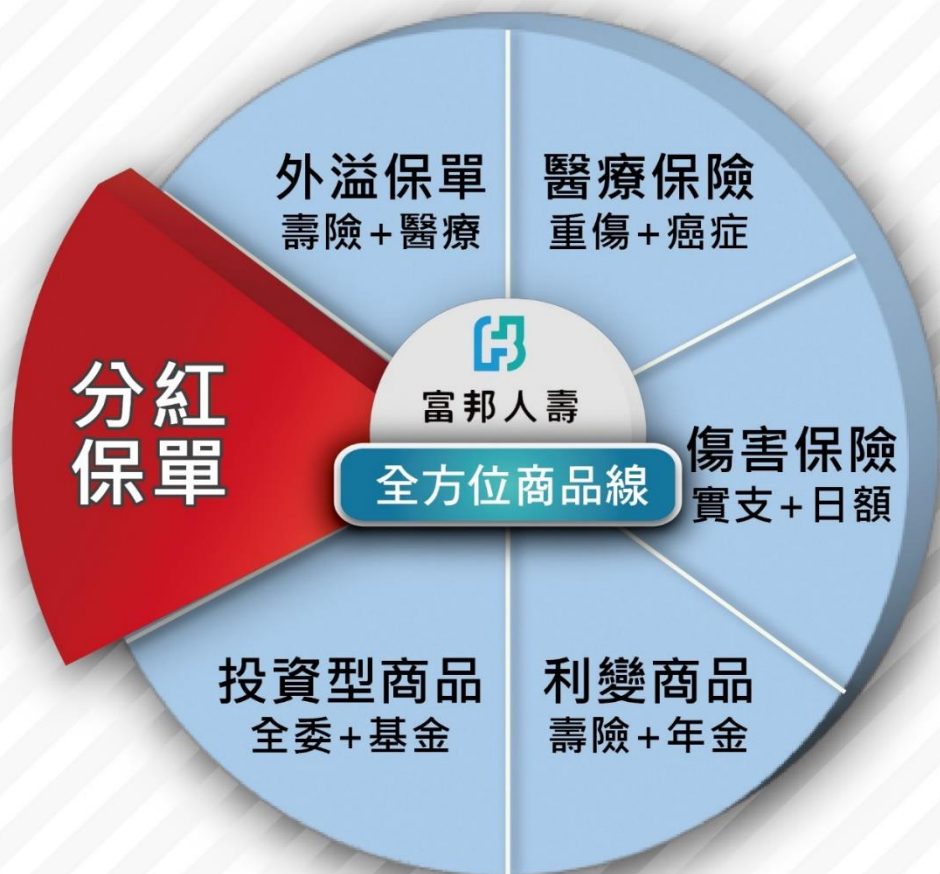 外溢保單
壽險+醫療
醫療保險
重傷+癌症
分紅
保單
富邦人壽
全方位商品線
傷害保險
實支+日額
投資型商品
全委+基金
利變商品
壽險+年金